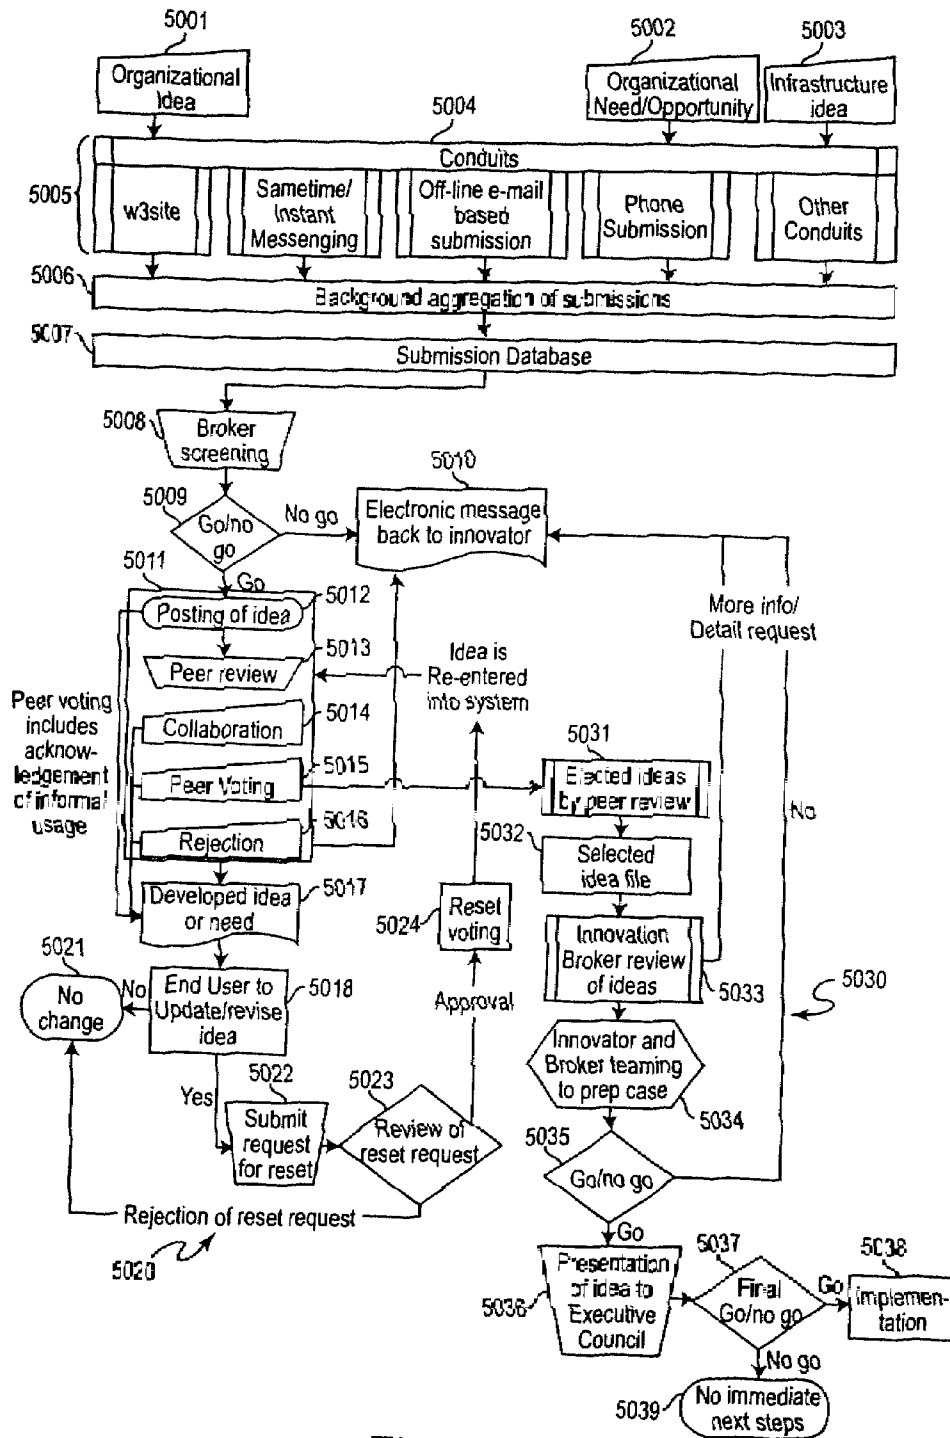 5001
5002
5003
Organizational
Idea
Organizational
Need/Opportunity
Infrastructure
idea
5004
Conduits
5005
w3site
Sametime/
Instant
Messenging
Off-line e-mail
based
submission
Phone
Submission
Other
Conduits
5006
Background aggregation of submissions
5007
Submission Database
5008
Broker
screening
5009
Go/no
go
No go
5010
Electronic message
back to innovator
5011
Go
Posting of idea
5012
Peer review
5013
Collaboration
5014
Peer Voting
5015
Rejection
5016
Peer voting
includes
acknow-
ledgement
of informal
usage
Idea is
Re-entered
into system
More info/
Detail request
No
Developed idea
or need
5017
5021
No
change
No
End User to
Update/revise
idea
5018
Yes
5022
Submit
request
for reset
5023
Review of
reset request
Approval
5024
Reset
voting
Rejection of reset request
5020
5031
Elected ideas
by peer review
5032
Selected
idea file
Innovation
Broker review
of ideas
5033
5030
Innovator and
Broker teaming
to prep case
5034
5035
Go/no go
Go
5036
Presentation
of idea to
Executive
Council
5037
Final
Go/no go
Go
5038
implemen-
tation
No go
5039
No immediate
next steps